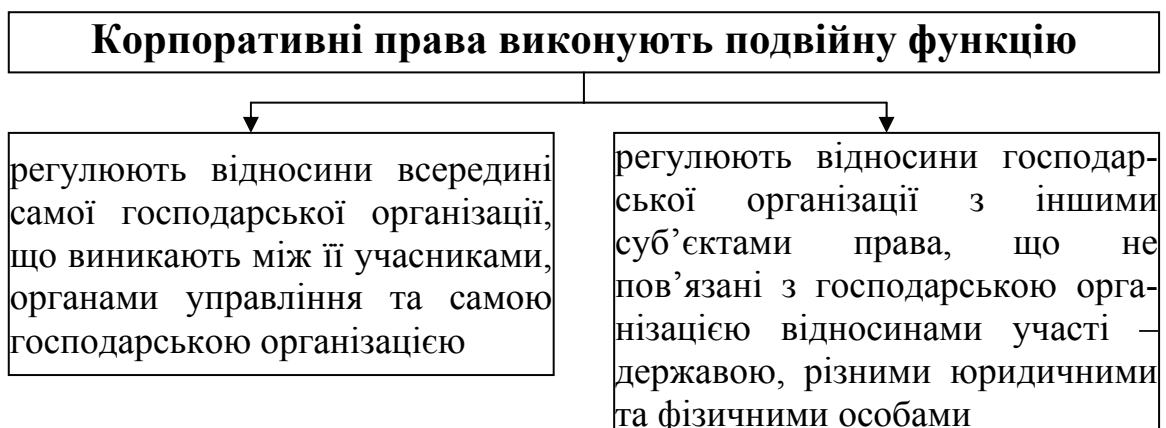 Корпоративні права виконують подвійну функцію
регулюють відносини всередині
самої господарської організації,
що виникають між її учасниками,
органами управління та самою
господарською організацією
регулюють відносини господар-
ської організації з іншими
суб’єктами права, що не
пов’язані з господарською орга-
нізацією відносинами участі –
державою, різними юридичними
та фізичними особами